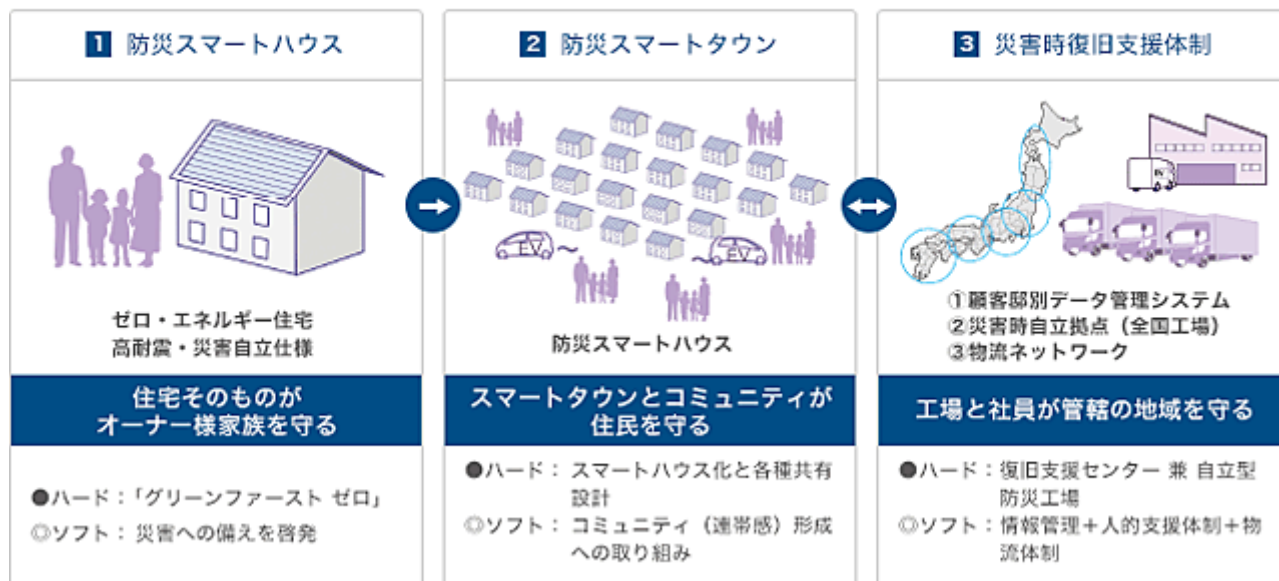 1 防災スマートハウス
ゼロ・エネルギー住宅
高耐震・災害自立仕様
住宅そのものが
オーナー様家族を守る
●ハード：「グリーンファースト ゼロ」
◎ソフト：災害への備えを啓発
2 防災スマートタウン
EV
EV
防災スマートハウス
スマートタウンとコミュニティが
住民を守る
●ハード： スマートハウス化と各種共有
設計
◎ソフト： コミュニティ（連帯感）形成
への取り組み
3 災害時復旧支援体制
①顧客邸別データ管理システム
②災害時自立拠点（全国工場）
③物流ネットワーク
工場と社員が管轄の地域を守る
●ハード：復旧支援センター 兼 自立型
防災工場
◎ソフト：情報管理＋人的支援体制＋物
流体制